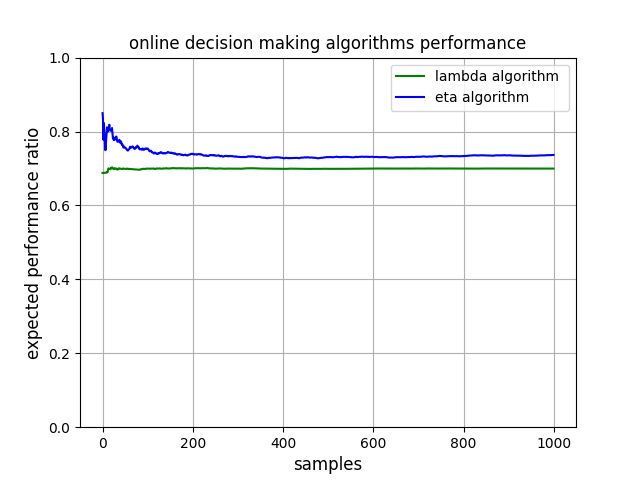 online decision making algorithms performance
lambda algorithm
eta algorithm
expected performance ratio
1.0
0.8
0.6
0.4
0.2
0.0
0 200 400 600 800 1000
samples